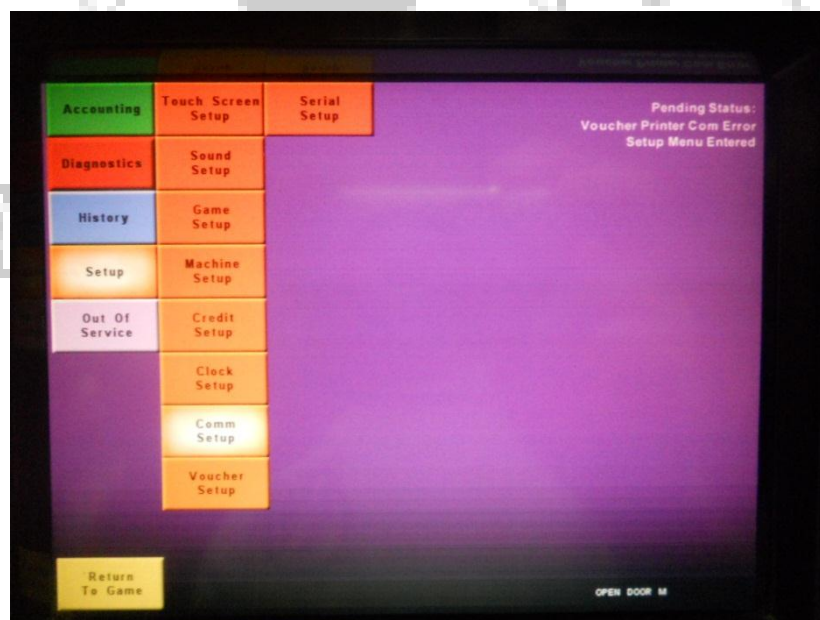 Accounting
Touch Screen
Setup
Serial
Setup
Pending Status:
Voucher Printer Com Error
Setup Menu Entered
Diagnostics
Sound
Setup
History
Game
Setup
Setup
Machine
Setup
Out Of
Service
Credit
Setup
Clock
Setup
Comm
Setup
Voucher
Setup
Return
To Game
OPEN DOOR M